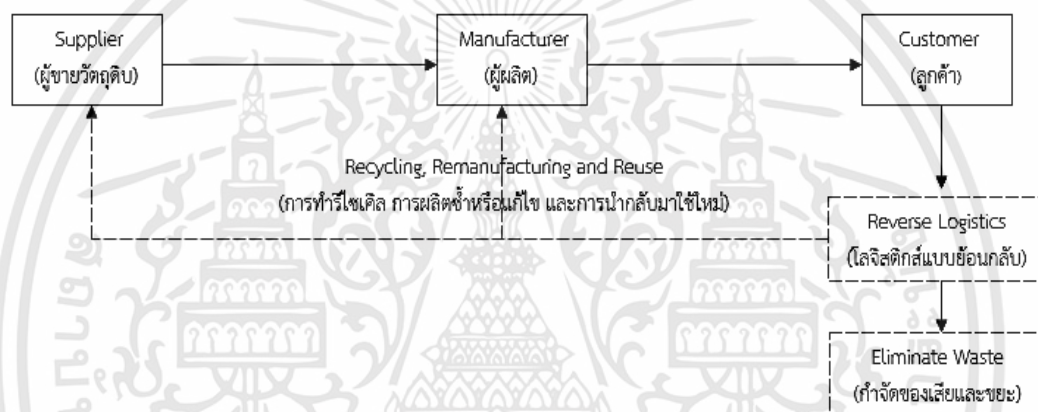 Supplier
(ผู้ขายวัตถุดิบ)
Manufacturer
(ผู้ผลิต)
Customer
(ลูกค้า)
Recycling, Remanufacturing and Reuse
(การทำรีไซเคิล การผลิตซ้ำหรือแก้ไข และการนำกลับมาใช้ใหม่)
Reverse Logistics
(โลจิสติกส์แบบย้อนกลับ)
Eliminate Waste
(กำจัดของเสียและขยะ)